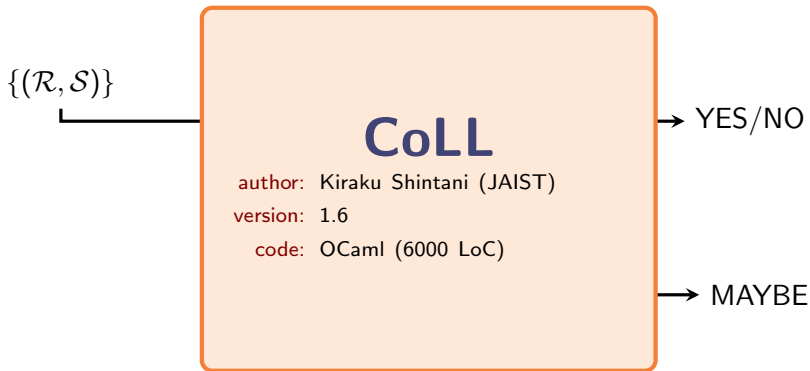 {(R, S)}
CoLL
author: Kiraku Shintani (JAIST)
version: 1.6
code: OCaml (6000 LoC)
YES/NO
MAYBE